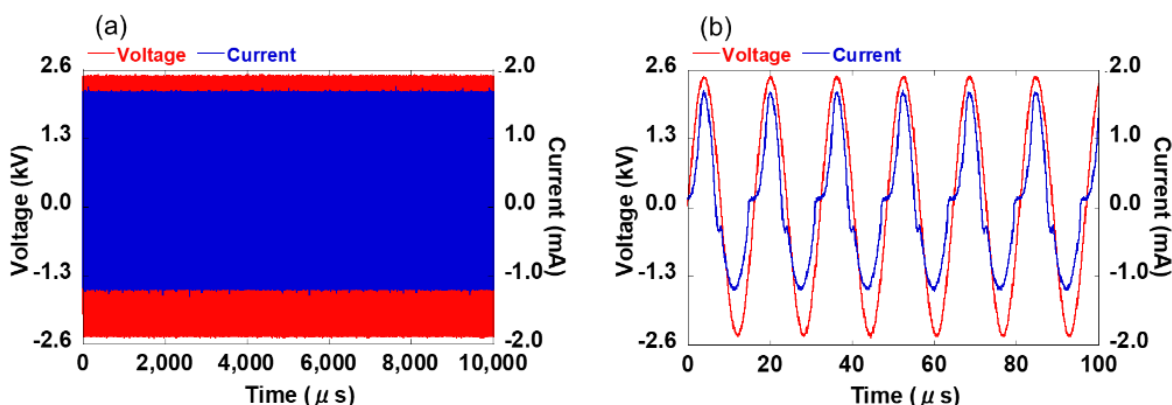 (a)
Voltage Current
2.6
1.3
0.0
-1.3
-2.6
Voltage (kV)
2.0
1.0
0.0
-1.0
-2.0
Current (mA)
0 2,000 4,000 6,000 8,000 10,000
Time ( μ s)
(b)
Voltage Current
2.6
1.3
0.0
-1.3
-2.6
Voltage (kV)
2.0
1.0
0.0
-1.0
-2.0
Current (mA)
0 20 40 60 80 100
Time ( μ s)